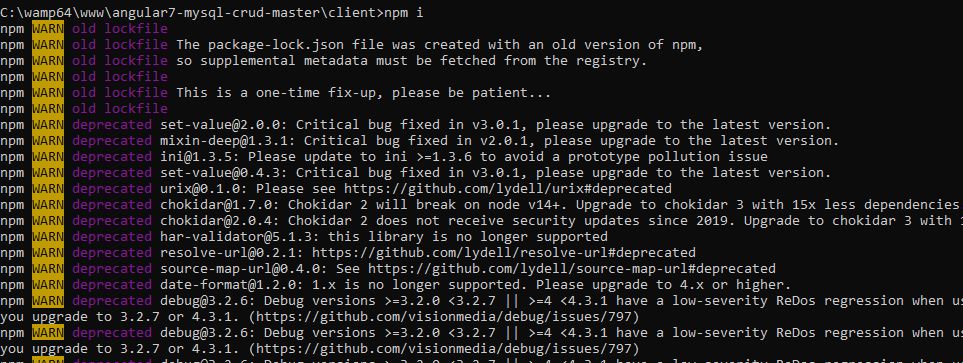 C:\wamp64\www\angular7-mysql-crud-master\client>npm i
npm WARN old lockfile
npm WARN old lockfile The package-lock.json file was created with an old version of npm,
npm WARN old lockfile so supplemental metadata must be fetched from the registry.
npm WARN old lockfile
npm WARN old lockfile This is a one-time fix-up, please be patient...
npm WARN old lockfile
npm WARN deprecated set-value@2.0.0: Critical bug fixed in v3.0.1, please upgrade to the latest version.
npm WARN deprecated mixin-deep@1.3.1: Critical bug fixed in v2.0.1, please upgrade to the latest version.
npm WARN deprecated ini@1.3.5: Please update to ini >=1.3.6 to avoid a prototype pollution issue
npm WARN deprecated set-value@0.4.3: Critical bug fixed in v3.0.1, please upgrade to the latest version.
npm WARN deprecated urix@0.1.0: Please see https://github.com/lydell/urix#deprecated
npm WARN deprecated chokidar@1.7.0: Chokidar 2 will break on node v14+. Upgrade to chokidar 3 with 15x less dependencies
npm WARN deprecated chokidar@2.0.4: Chokidar 2 does not receive security updates since 2019. Upgrade to chokidar 3 with 1
npm WARN deprecated har-validator@5.1.3: this library is no longer supported
npm WARN deprecated resolve-url@0.2.1: https://github.com/lydell/resolve-url#deprecated
npm WARN deprecated source-map-url@0.4.0: See https://github.com/lydell/source-map-url#deprecated
npm WARN deprecated date-format@1.2.0: 1.x is no longer supported. Please upgrade to 4.x or higher.
npm WARN deprecated debug@3.2.6: Debug versions >=3.2.0 <3.2.7 || >=4 <4.3.1 have a low-severity ReDos regression when us
you upgrade to 3.2.7 or 4.3.1. (https://github.com/visionmedia/debug/issues/797)
npm WARN deprecated debug@3.2.6: Debug versions >=3.2.0 <3.2.7 || >=4 <4.3.1 have a low-severity ReDos regression when us
you upgrade to 3.2.7 or 4.3.1. (https://github.com/visionmedia/debug/issues/797)